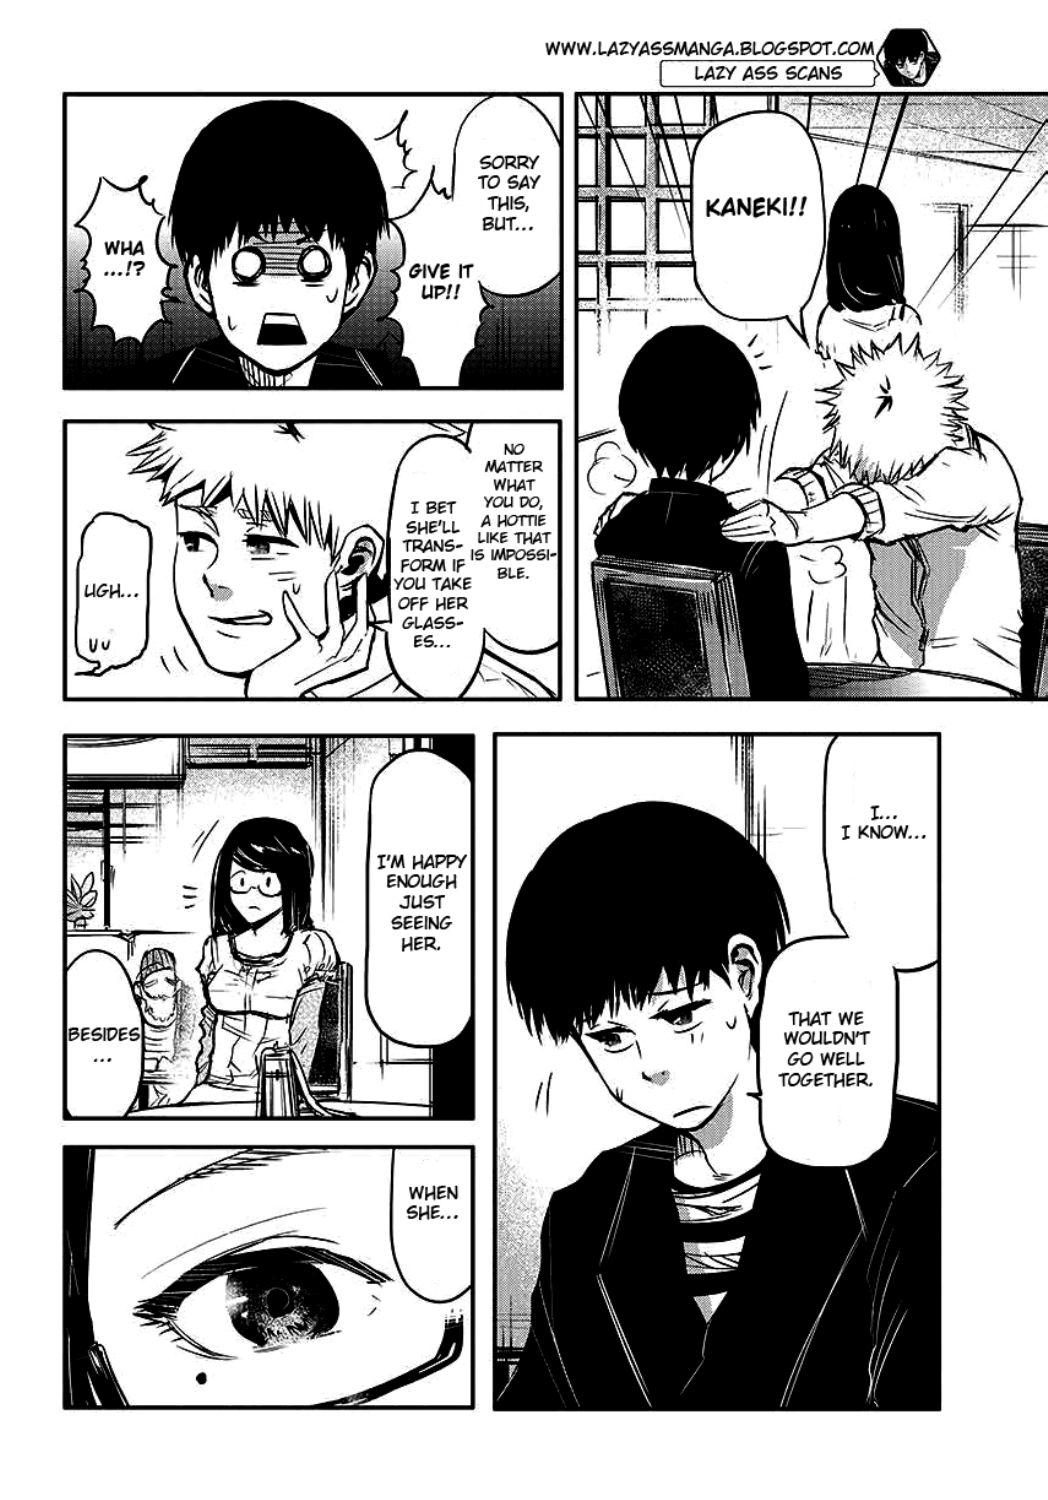 WWW.LAZYASSMANGA.BLOGSPOT.COM
LAZY ASS SCANS
KANEKI!!
SORRY
TO SAY
THIS,
BUT...
GIVE IT
UP!!
WHA
...!?
NO
MATTER
WHAT
YOU DO,
A HOTTIE
LIKE THAT
IS IMPOSSI-
BLE.
I BET
SHE'LL
TRANS-
FORM IF
YOU TAKE
OFF HER
GLASS-
ES...
UGH...
I...
I KNOW...
THAT WE
WOULDN'T
GO WELL
TOGETHER.
I'M HAPPY
ENOUGH
JUST
SEEING
HER.
BESIDES
...
WHEN
SHE...